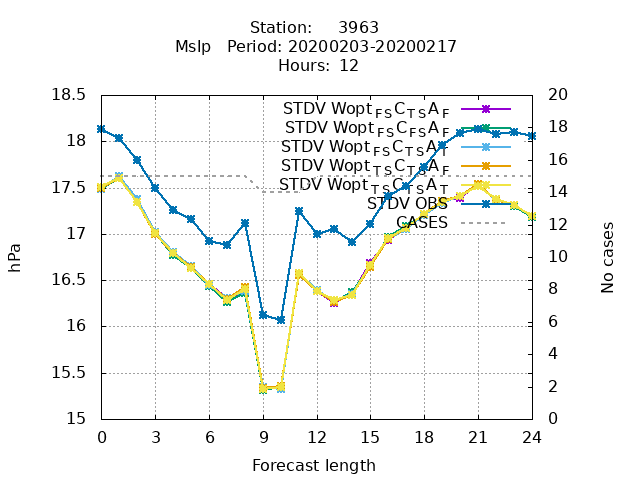 Station: 3963
Mslp Period: 20200203-20200217
Hours: 12
18.5
18
17.5
17
16.5
16
15.5
15
hPa
20
18
16
14
12
10
8
6
4
2
0
No cases
STDV Wopt_FS C_TS A_F
STDV Wopt_FS C_FS A_F
STDV Wopt_FS C_TS A_T
STDV Wopt_TS C_TS A_F
STDV Wopt_TS C_TS A_T
STDV OBS
CASES
0 3 6 9 12 15 18 21 24
Forecast length